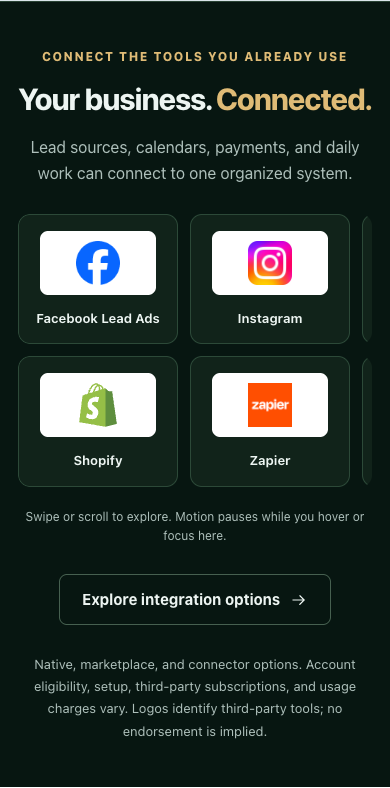 CONNECT THE TOOLS YOU ALREADY USE
Your business. Connected.
Lead sources, calendars, payments, and daily
work can connect to one organized system.
Facebook Lead Ads
Instagram
Shopify
zapier
Zapier
Swipe or scroll to explore. Motion pauses while you hover or
focus here.
Explore integration options →
Native, marketplace, and connector options. Account
eligibility, setup, third-party subscriptions, and usage
charges vary. Logos identify third-party tools; no
endorsement is implied.